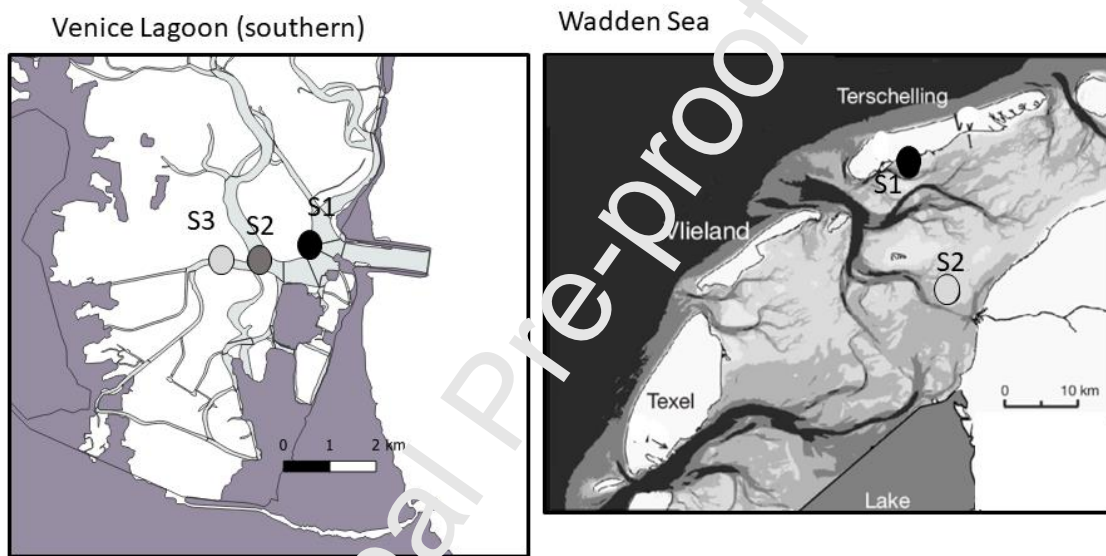 Venice Lagoon (southern)
Wadden Sea
S3
S2
S1
0 1 2 km
Terschelling
S1
Vlieland
S2
Texel
0 10 km
Lake
Pre-proof